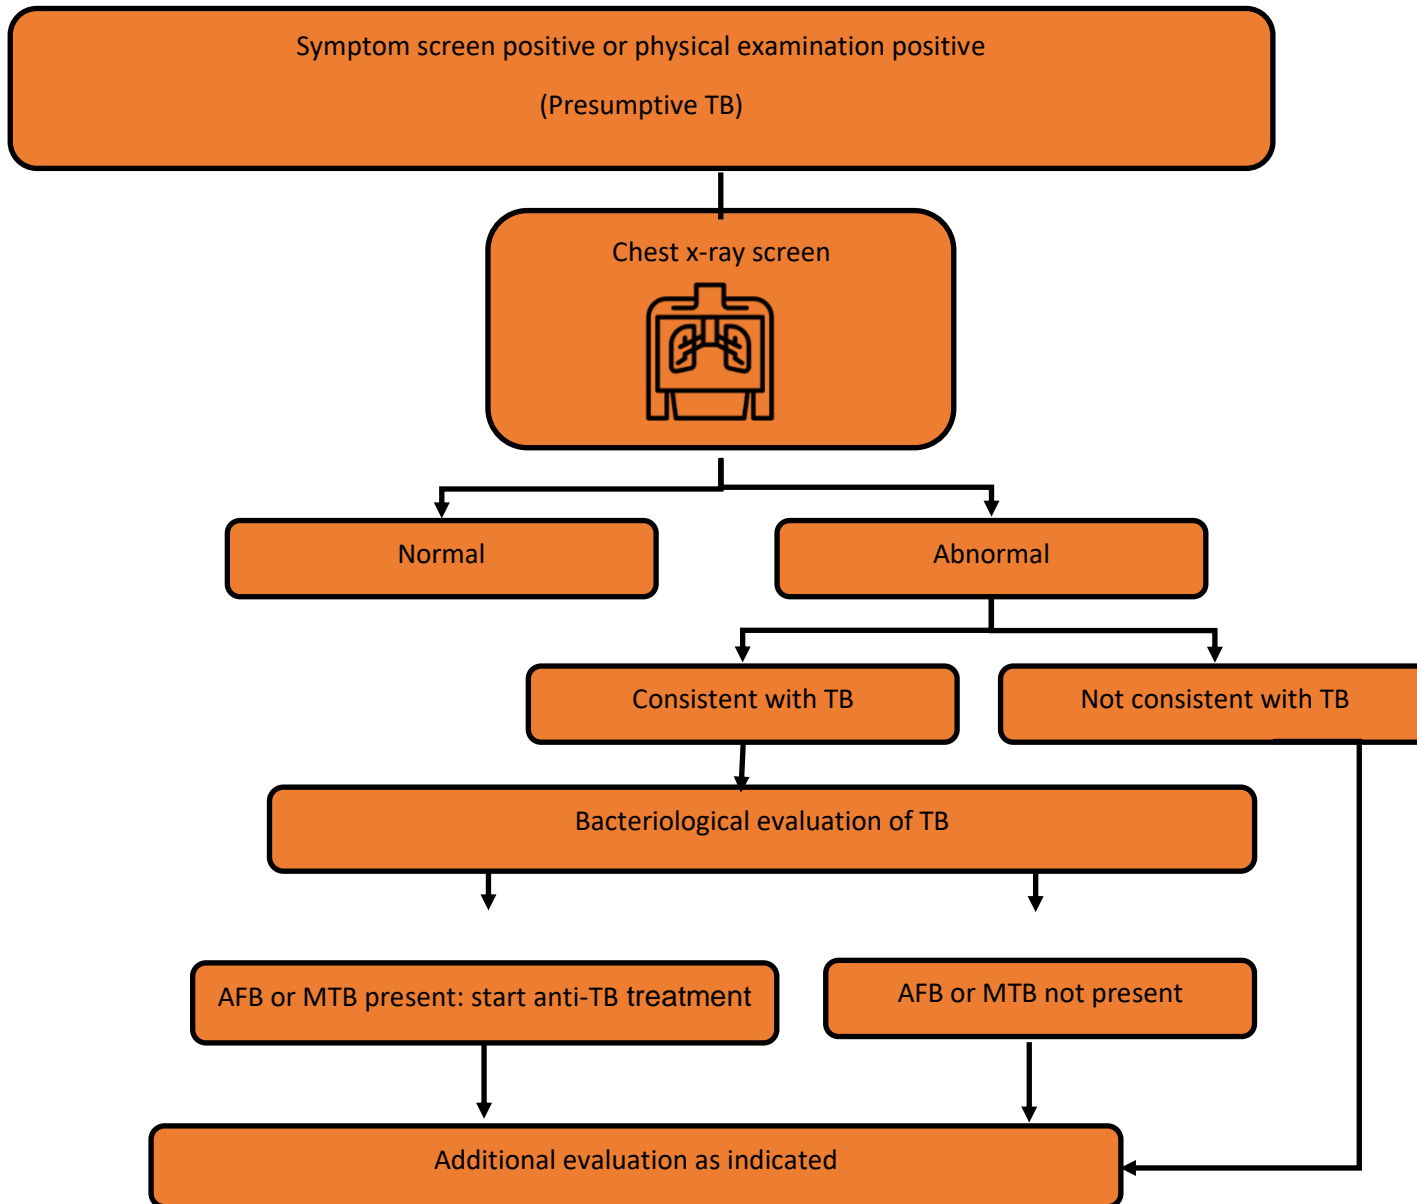 Symptom screen positive or physical examination positive
(Presumptive TB)
Chest x-ray screen
Normal
Abnormal
Consistent with TB
Not consistent with TB
Bacteriological evaluation of TB
AFB or MTB present: start anti-TB treatment
AFB or MTB not present
Additional evaluation as indicated